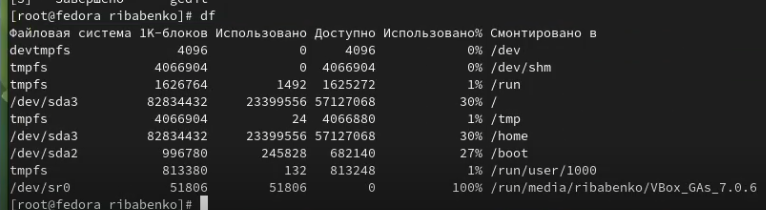 [3]   Завершено      gedit
[root@fedora ribabenko]# df
Файловая система 1K-блоков Использовано Доступно Использовано% Смонтировано в
devtmpfs              4096            0     4096            0% /dev
tmpfs              4066904            0  4066904            0% /dev/shm
tmpfs              1626764         1492  1625272            1% /run
/dev/sda3         82834432     23399556 57127068           30% /
tmpfs              4066904           24  4066880            1% /tmp
/dev/sda3         82834432     23399556 57127068           30% /home
/dev/sda2           996780       245828   682140           27% /boot
tmpfs               813380          132   813248            1% /run/user/1000
/dev/sr0             51806        51806        0          100% /run/media/ribabenko/VBox_GAs_7.0.6
[root@fedora ribabenko]#